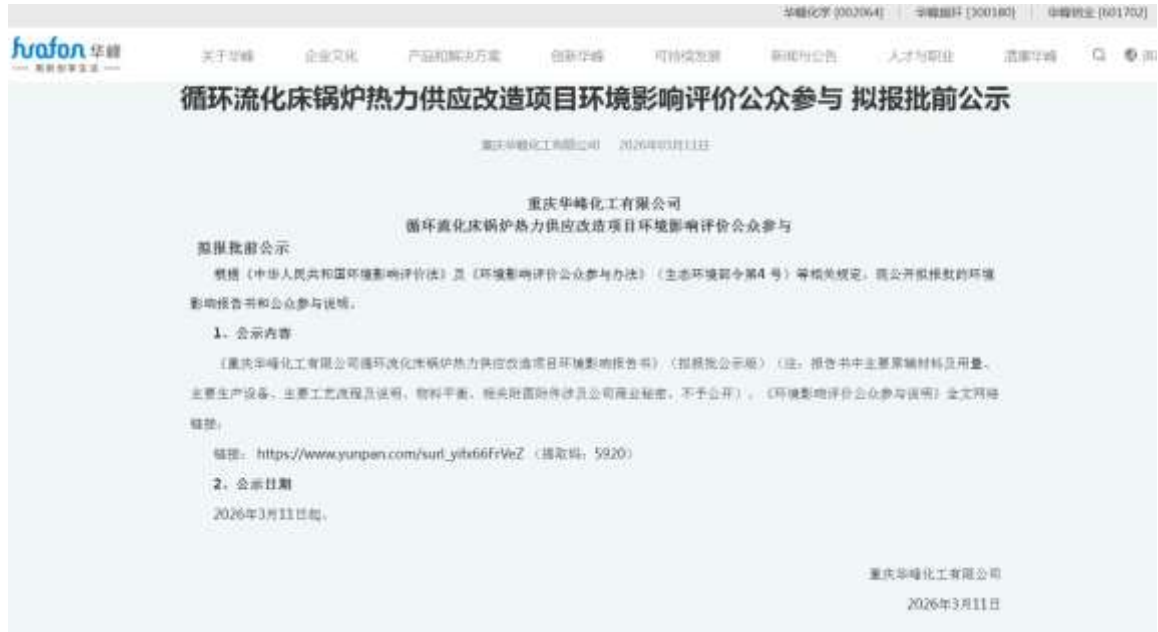 华峰化学 [002064] 华峰超纤 [300180] 华峰铝业 [601702]
huafon 华峰
关于华峰 企业文化 产品和解决方案 创新华峰 可持续发展 新闻与公告 人才与职业 清廉华峰
循环流化床锅炉热力供应改造项目环境影响评价公众参与 拟报批前公示
重庆华峰化工有限公司 2026年03月11日
重庆华峰化工有限公司
循环流化床锅炉热力供应改造项目环境影响评价公众参与
拟报批前公示
根据《中华人民共和国环境影响评价法》及《环境影响评价公众参与办法》（生态环境部令第4 号）等相关规定，现公开拟报批的环境
影响报告书和公众参与说明。
1、公示内容
《重庆华峰化工有限公司循环流化床锅炉热力供应改造项目环境影响报告书》（拟报批公示版）（注：报告书中主要原辅材料及用量、
主要生产设备、主要工艺流程及说明、物料平衡、相关附图附件涉及公司商业秘密，不予公开），《环境影响评价公众参与说明》全文网络
链接：
链接： https://www.yunpan.com/surl_yifx66FrVeZ （提取码：5920）
2、公示日期
2026年3月11日起。
重庆华峰化工有限公司
2026年3月11日